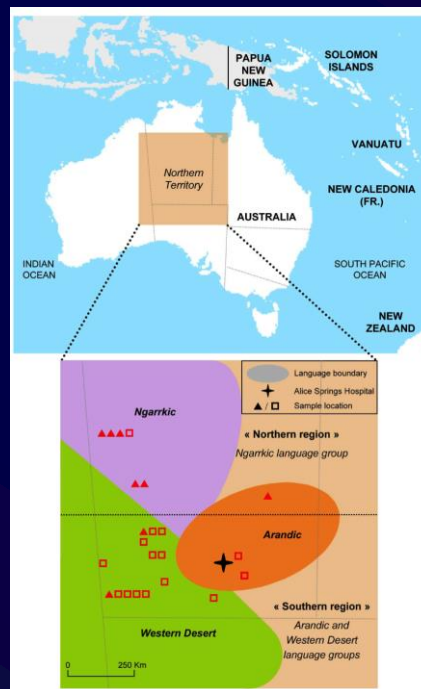 PAPUA
NEW
GUINEA
SOLOMON
ISLANDS
VANUATU
Northern
Territory
NEW CALEDONIA
(FR.)
AUSTRALIA
INDIAN
OCEAN
SOUTH PACIFIC
OCEAN
NEW
ZEALAND
Language boundary
Alice Springs Hospital
/
Sample location
Ngarrkic
« Northern region »
Ngarrkic language group
Arandic
« Southern region »
Arandic and
Western Desert
language groups
Western Desert
0 250 Km